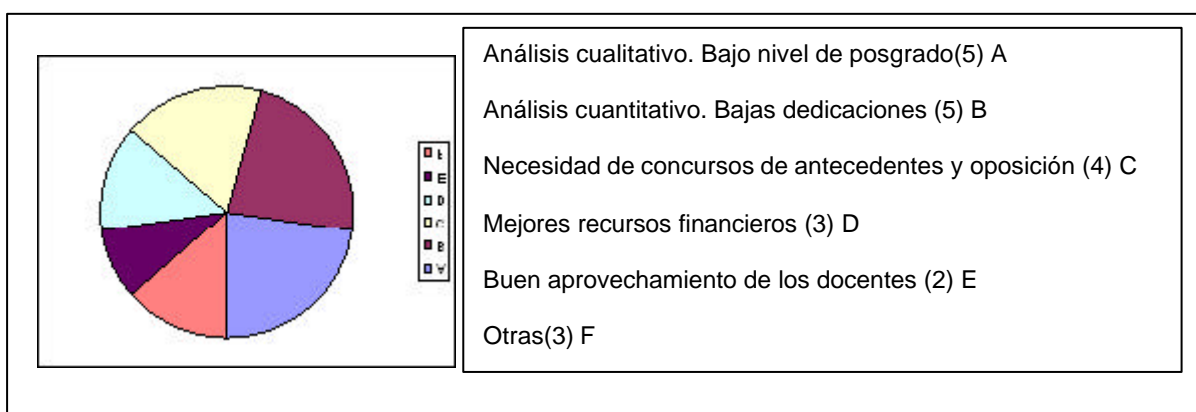 Análisis cualitativo. Bajo nivel de posgrado(5) A
Análisis cuantitativo. Bajas dedicaciones (5) B
Necesidad de concursos de antecedentes y oposición (4) C
Mejores recursos financieros (3) D
Buen aprovechamiento de los docentes (2) E
Otras(3) F
F
E
D
C
B
A